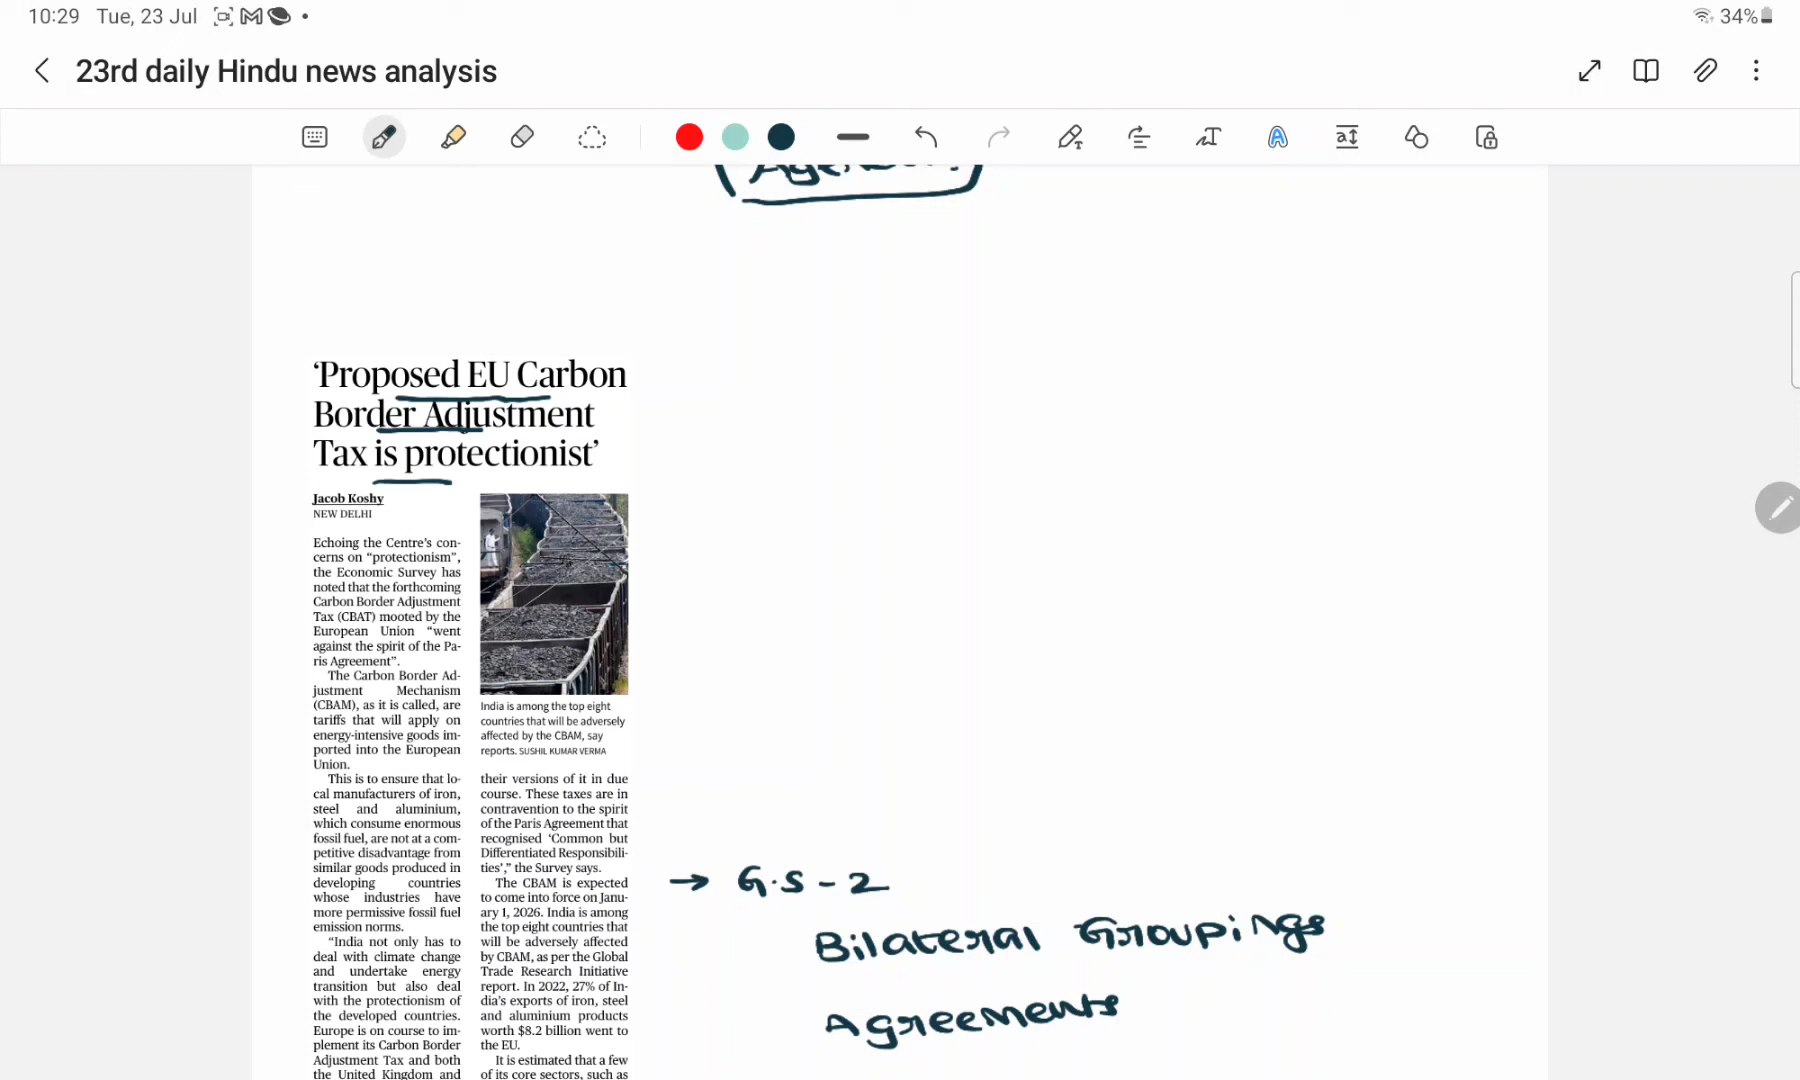 10:29 Tue, 23 Jul
34%
23rd daily Hindu news analysis
‘Proposed EU Carbon
Border Adjustment
Tax is protectionist’
Jacob Koshy
NEW DELHI
Echoing the Centre’s con-
cerns on “protectionism”,
the Economic Survey has
noted that the forthcoming
Carbon Border Adjustment
Tax (CBAT) mooted by the
European Union “went
against the spirit of the Pa-
ris Agreement”.
The Carbon Border Ad-
justment Mechanism
(CBAM), as it is called, are
tariffs that will apply on
energy-intensive goods im-
ported into the European
Union.
This is to ensure that lo-
cal manufacturers of iron,
steel and aluminium,
which consume enormous
fossil fuel, are not at a com-
petitive disadvantage from
similar goods produced in
developing countries
whose industries have
more permissive fossil fuel
emission norms.
“India not only has to
deal with climate change
and undertake energy
transition but also deal
with the protectionism of
the developed countries.
Europe is on course to im-
plement its Carbon Border
Adjustment Tax and both
the United Kingdom and
India is among the top eight
countries that will be adversely
affected by the CBAM, say
reports. SUSHIL KUMAR VERMA
their versions of it in due
course. These taxes are in
contravention to the spirit
of the Paris Agreement that
recognised ‘Common but
Differentiated Responsibili-
ties’,” the Survey says.
The CBAM is expected
to come into force on Janu-
ary 1, 2026. India is among
the top eight countries that
will be adversely affected
by CBAM, as per the Global
Trade Research Initiative
report. In 2022, 27% of In-
dia’s exports of iron, steel
and aluminium products
worth $8.2 billion went to
the EU.
It is estimated that a few
of its core sectors, such as
→ G.S - 2
Bilateral Groupings
Agreements